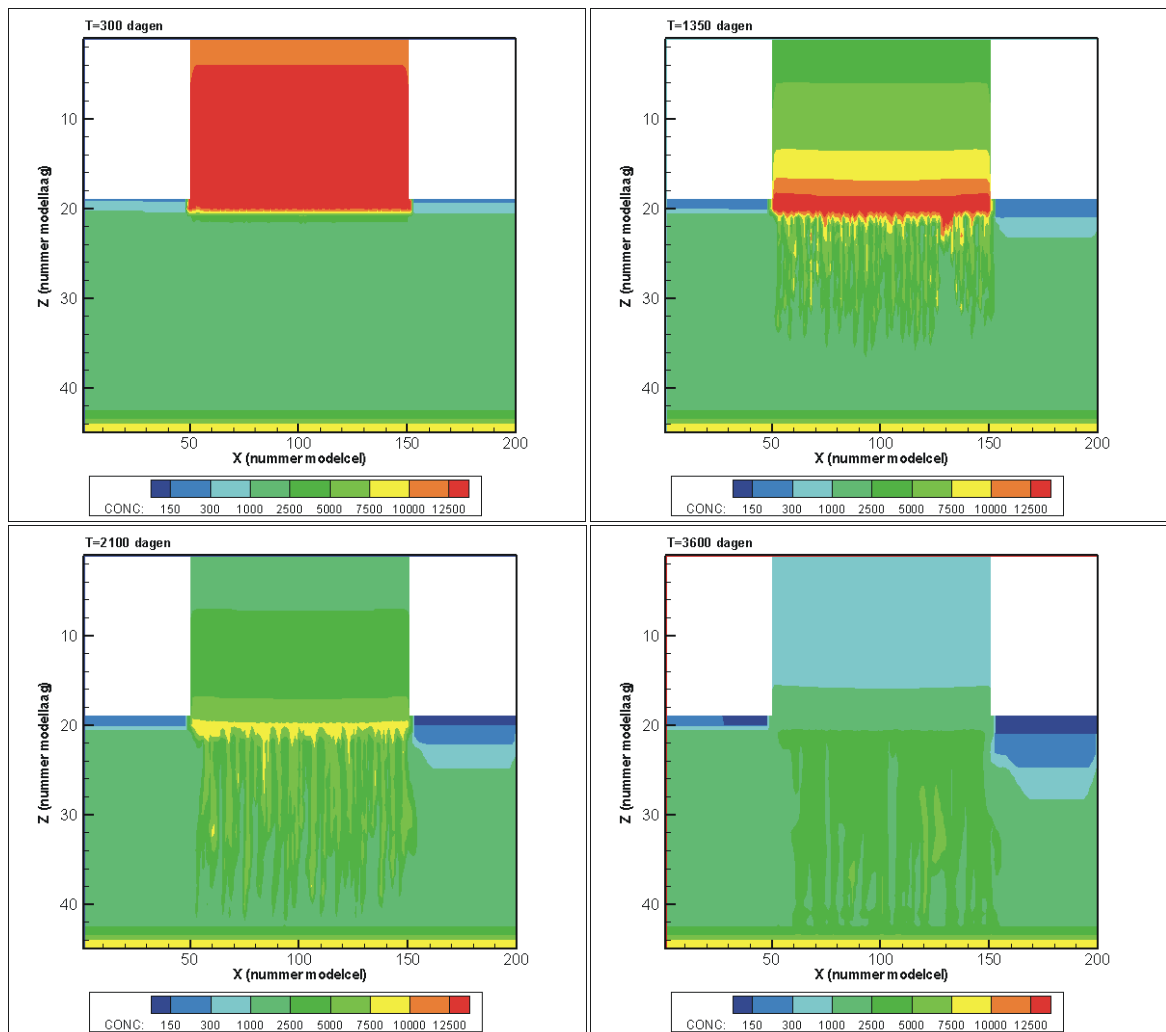 T=300 dagen
10
20
30
40
Z (nummer modellaag)
50 100 150 200
X (nummer modelcel)
CONC: 150 300 1000 2500 5000 7500 10000 12500
T=1350 dagen
10
20
30
40
Z (nummer modellaag)
50 100 150 200
X (nummer modelcel)
CONC: 150 300 1000 2500 5000 7500 10000 12500
T=2100 dagen
10
20
30
40
Z (nummer modellaag)
50 100 150 200
X (nummer modelcel)
CONC: 150 300 1000 2500 5000 7500 10000 12500
T=3600 dagen
10
20
30
40
Z (nummer modellaag)
50 100 150 200
X (nummer modelcel)
CONC: 150 300 1000 2500 5000 7500 10000 12500